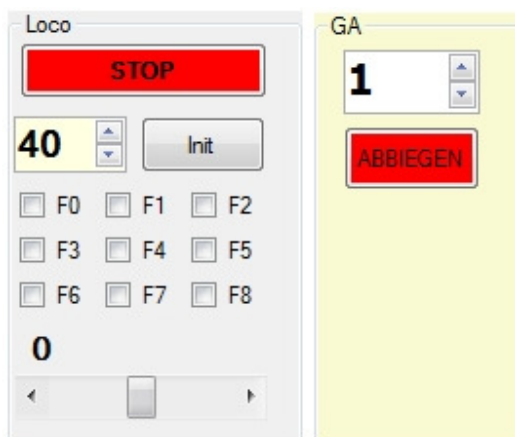 Loco
STOP
40
Init
F0 F1 F2
F3 F4 F5
F6 F7 F8
0
GA
1
ABBIEGEN